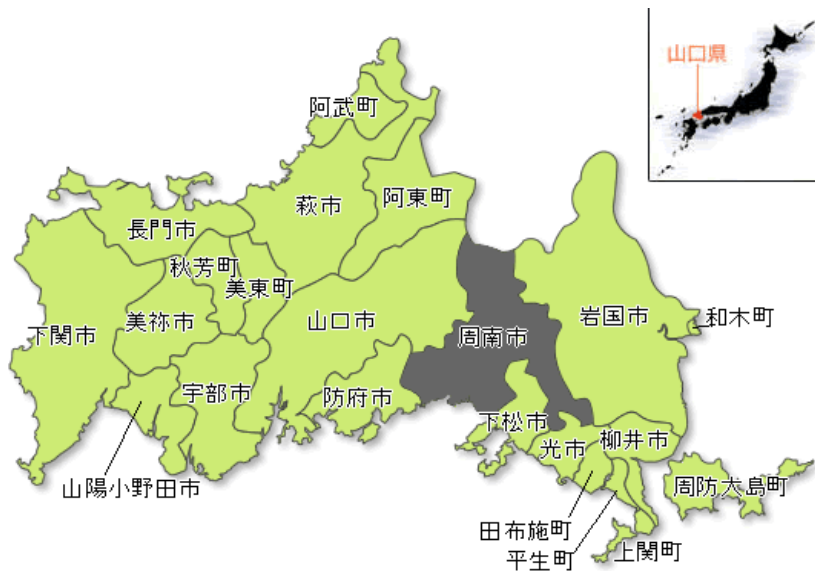 山口県
阿武町
萩市
阿東町
長門市
秋芳町
美東町
美祢市
下関市
山口市
周南市
岩国市
和木町
宇部市
防府市
下松市
光市
柳井市
山陽小野田市
周防大島町
田布施町
平生町
上関町